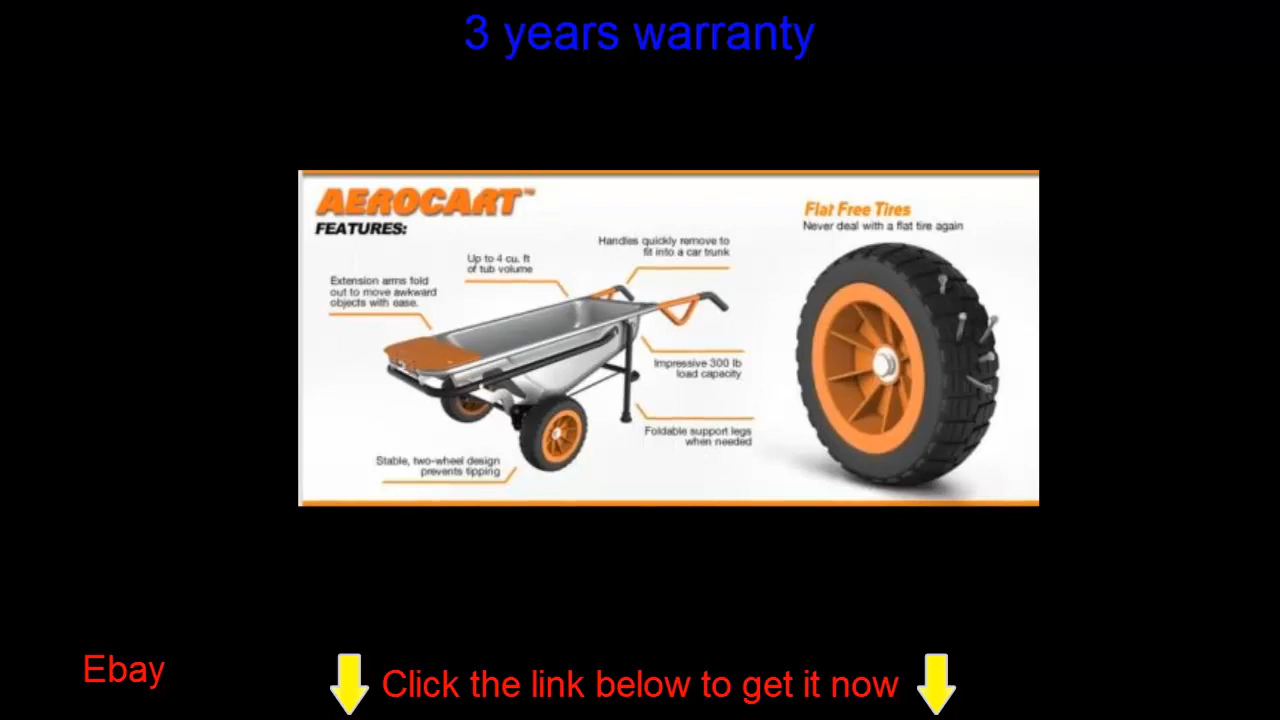 3 years warranty
AEROCART™
FEATURES:
Extension arms fold
out to move awkward
objects with ease.
Up to 4 cu. ft
of tub volume
Handles quickly remove to
fit into a car trunk
Impressive 300 lb
load capacity
Foldable support legs
when needed
Stable, two-wheel design
prevents tipping
Flat Free Tires
Never deal with a flat tire again
Ebay
Click the link below to get it now